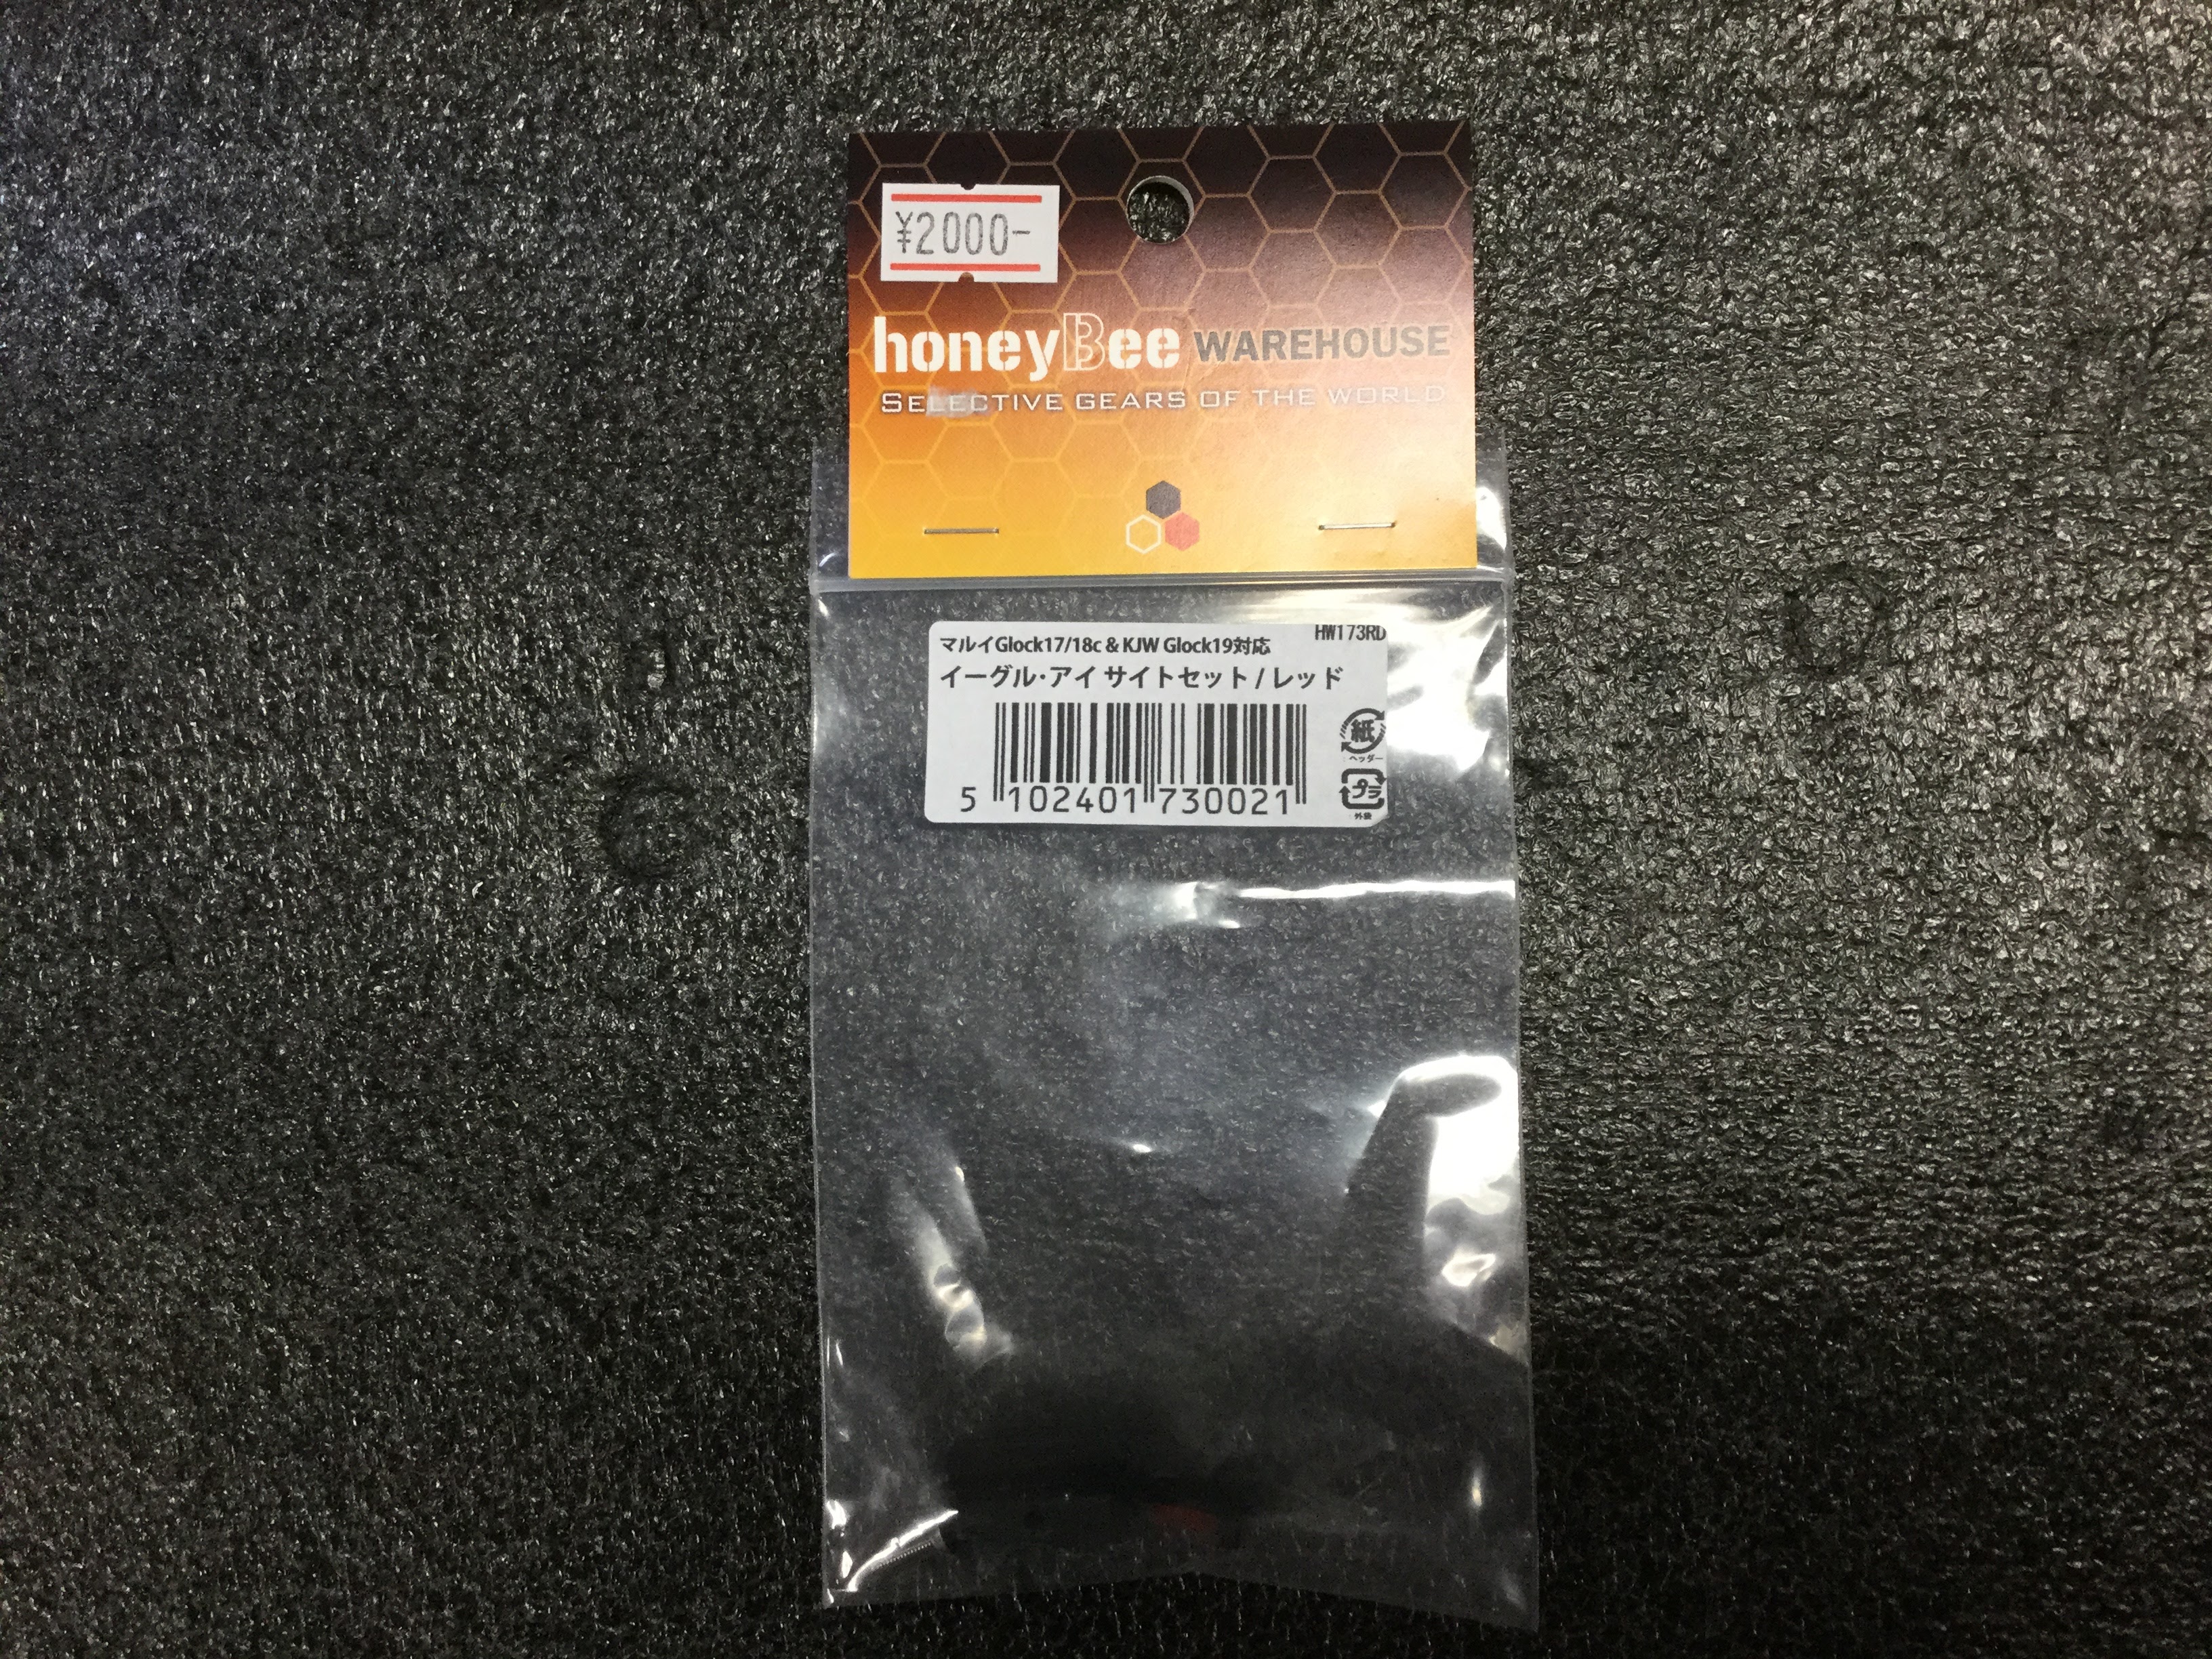 ¥2000-
honeyBee WAREHOUSE
SELECTIVE GEARS OF THE WORLD
HW173RD
マルイGlock17/18c & KJW Glock19対応
イーグル・アイ サイトセット / レッド
紙
ヘッダー
プラ
外袋
5 102401 730021